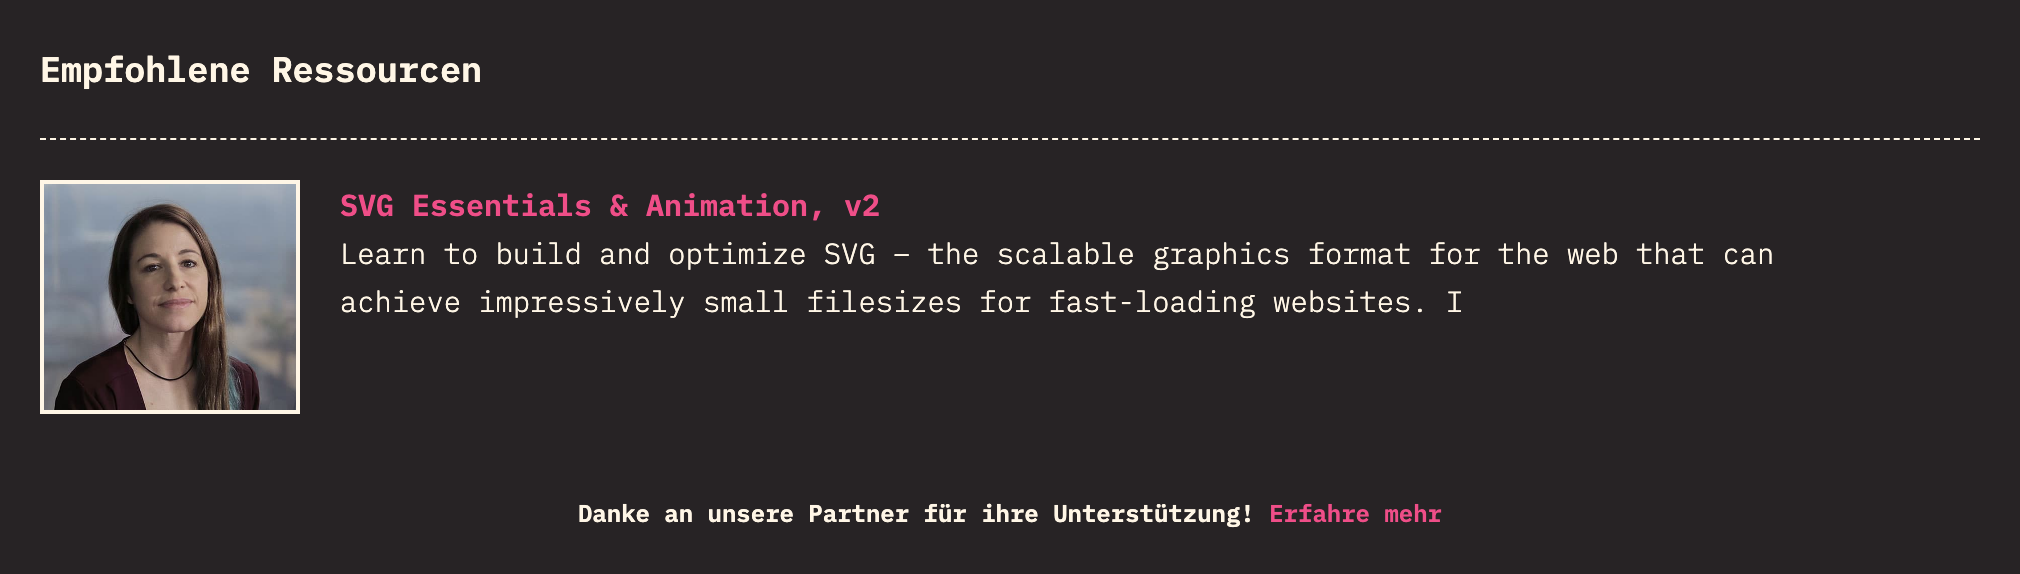 Empfohlene Ressourcen
SVG Essentials & Animation, v2
Learn to build and optimize SVG – the scalable graphics format for the web that can
achieve impressively small filesizes for fast-loading websites. I
Danke an unsere Partner für ihre Unterstützung! Erfahre mehr